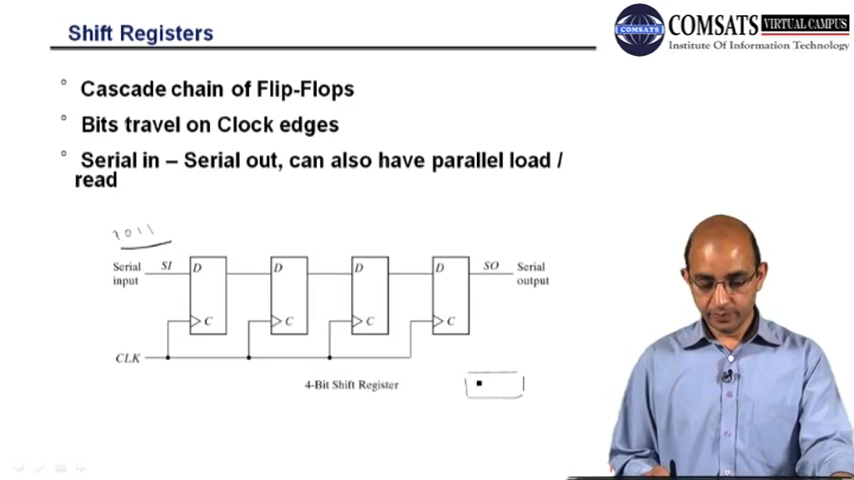 Shift Registers
COMSATS VIRTUAL CAMPUS
COMSATS
Institute Of Information Technology
° Cascade chain of Flip-Flops
° Bits travel on Clock edges
° Serial in – Serial out, can also have parallel load /
read
1011
Serial SI D D D D SO Serial
input output
C C C C
CLK
4-Bit Shift Register